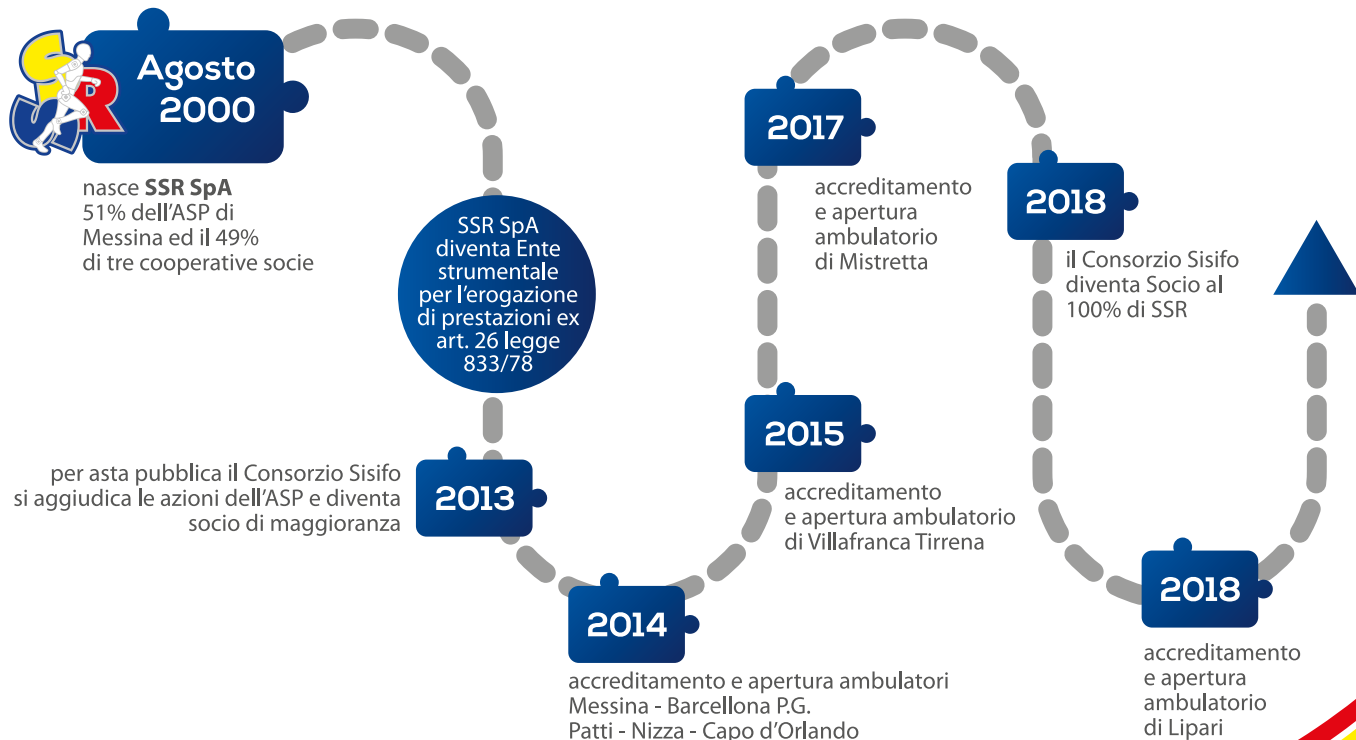 SSR
Agosto
2000
nasce SSR SpA
51% dell'ASP di
Messina ed il 49%
di tre cooperative socie
SSR SpA
diventa Ente
strumentale
per l'erogazione
di prestazioni ex
art. 26 legge
833/78
2013
per asta pubblica il Consorzio Sisifo
si aggiudica le azioni dell'ASP e diventa
socio di maggioranza
2014
accreditamento e apertura ambulatori
Messina - Barcellona P.G.
Patti - Nizza - Capo d'Orlando
2015
accreditamento
e apertura ambulatorio
di Villafranca Tirrena
2017
accreditamento
e apertura
ambulatorio
di Mistretta
2018
il Consorzio Sisifo
diventa Socio al
100% di SSR
2018
accreditamento
e apertura
ambulatorio
di Lipari